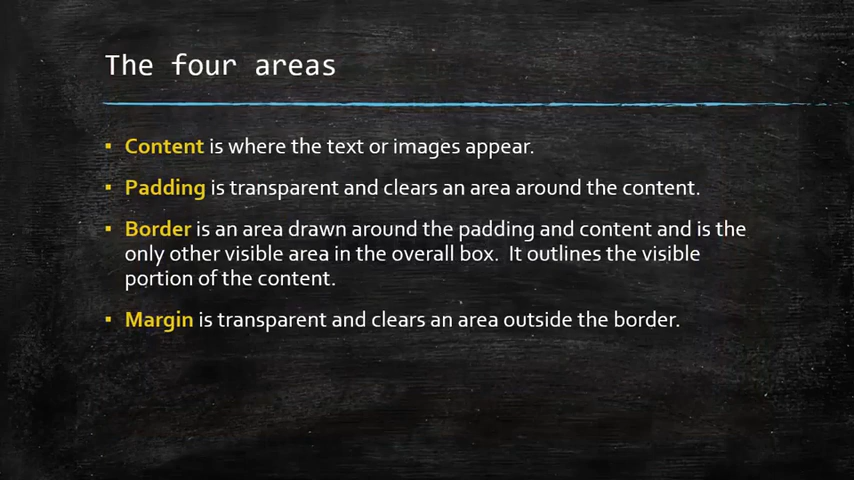 The four areas
▪ Content is where the text or images appear.
▪ Padding is transparent and clears an area around the content.
▪ Border is an area drawn around the padding and content and is the
only other visible area in the overall box.  It outlines the visible
portion of the content.
▪ Margin is transparent and clears an area outside the border.